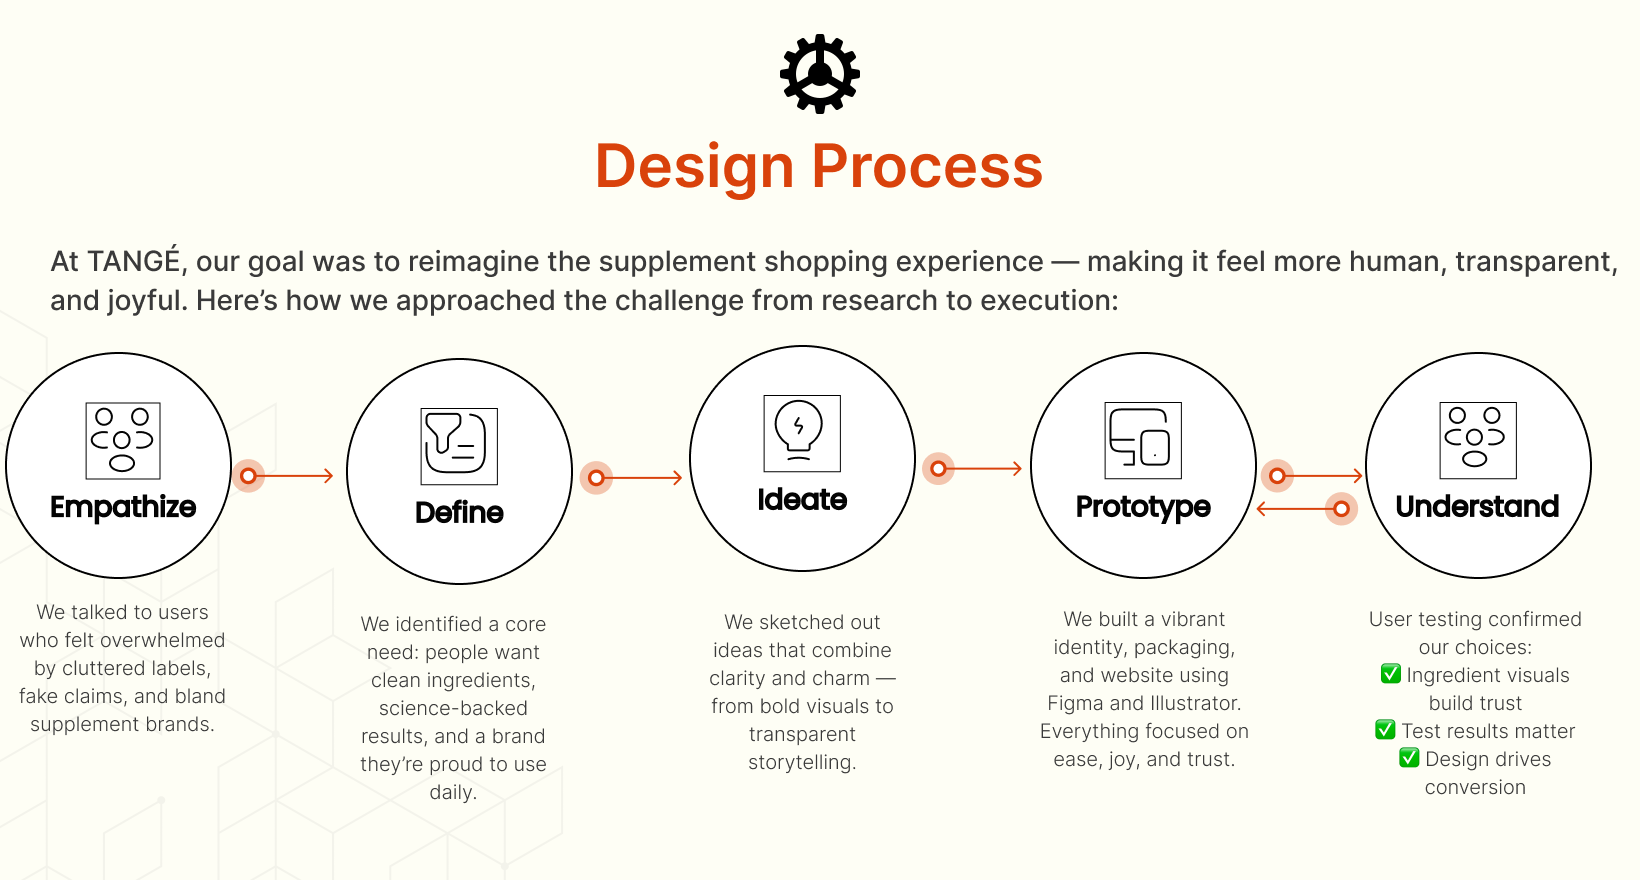 Design Process
At TANGÉ, our goal was to reimagine the supplement shopping experience — making it feel more human, transparent,
and joyful. Here’s how we approached the challenge from research to execution:
Empathize
We talked to users
who felt overwhelmed
by cluttered labels,
fake claims, and bland
supplement brands.
Define
We identified a core
need: people want
clean ingredients,
science-backed
results, and a brand
they’re proud to use
daily.
Ideate
We sketched out
ideas that combine
clarity and charm —
from bold visuals to
transparent
storytelling.
Prototype
We built a vibrant
identity, packaging,
and website using
Figma and Illustrator.
Everything focused on
ease, joy, and trust.
Understand
User testing confirmed
our choices:
✅ Ingredient visuals
build trust
✅ Test results matter
✅ Design drives
conversion